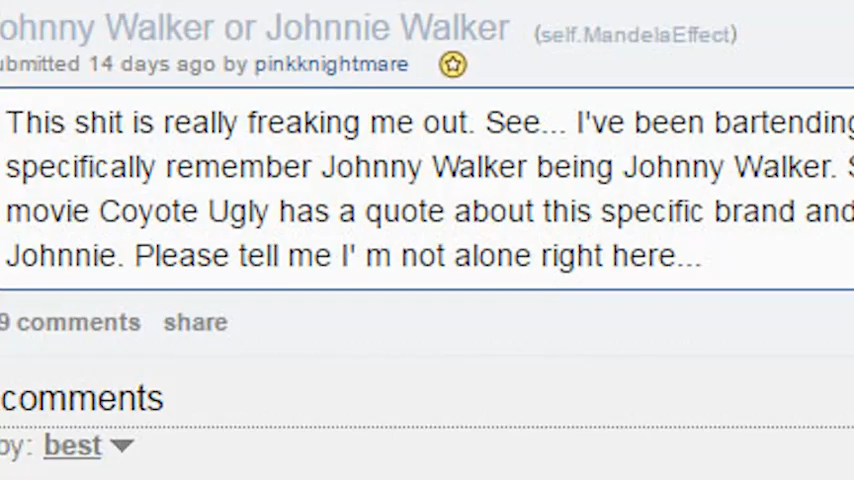 ohnny Walker or Johnnie Walker (self.MandelaEffect)
ubmitted 14 days ago by pinkknightmare
This shit is really freaking me out. See... I've been bartending
specifically remember Johnny Walker being Johnny Walker. S
movie Coyote Ugly has a quote about this specific brand and
Johnnie. Please tell me I' m not alone right here...
9 comments share
comments
by: best